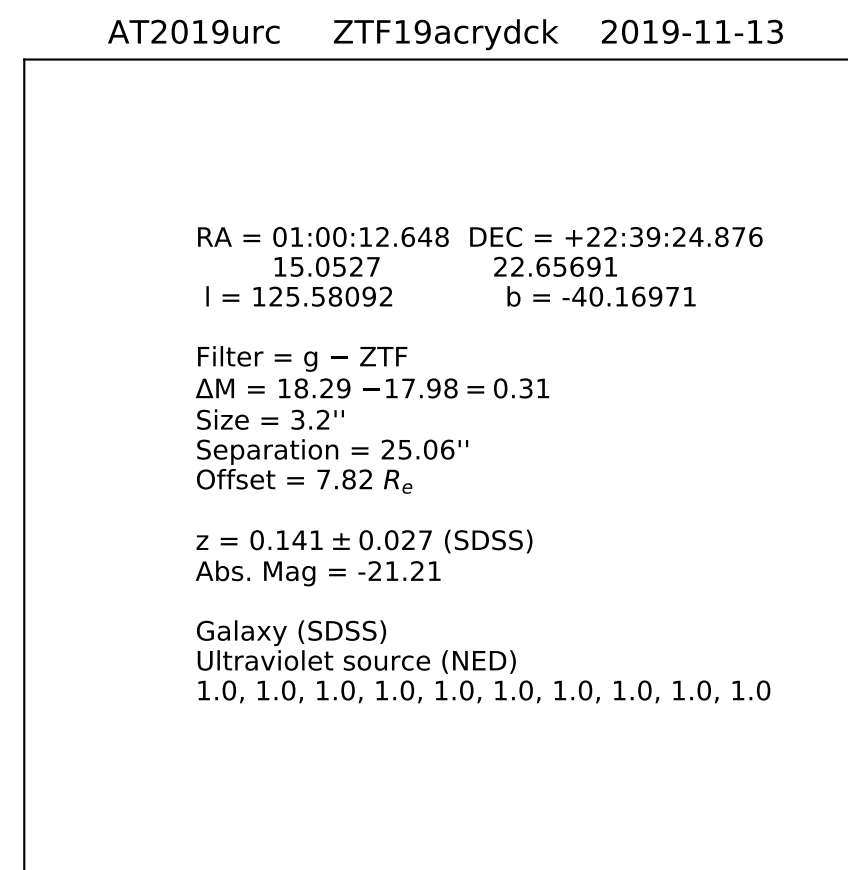 AT2019urc ZTF19acrydck 2019-11-13
RA = 01:00:12.648 DEC = +22:39:24.876
15.0527 22.65691
l = 125.58092 b = -40.16971
Filter = g − ZTF
ΔM = 18.29 −17.98 = 0.31
Size = 3.2''
Separation = 25.06''
Offset = 7.82 Re
z = 0.141 ± 0.027 (SDSS)
Abs. Mag = -21.21
Galaxy (SDSS)
Ultraviolet source (NED)
1.0, 1.0, 1.0, 1.0, 1.0, 1.0, 1.0, 1.0, 1.0, 1.0